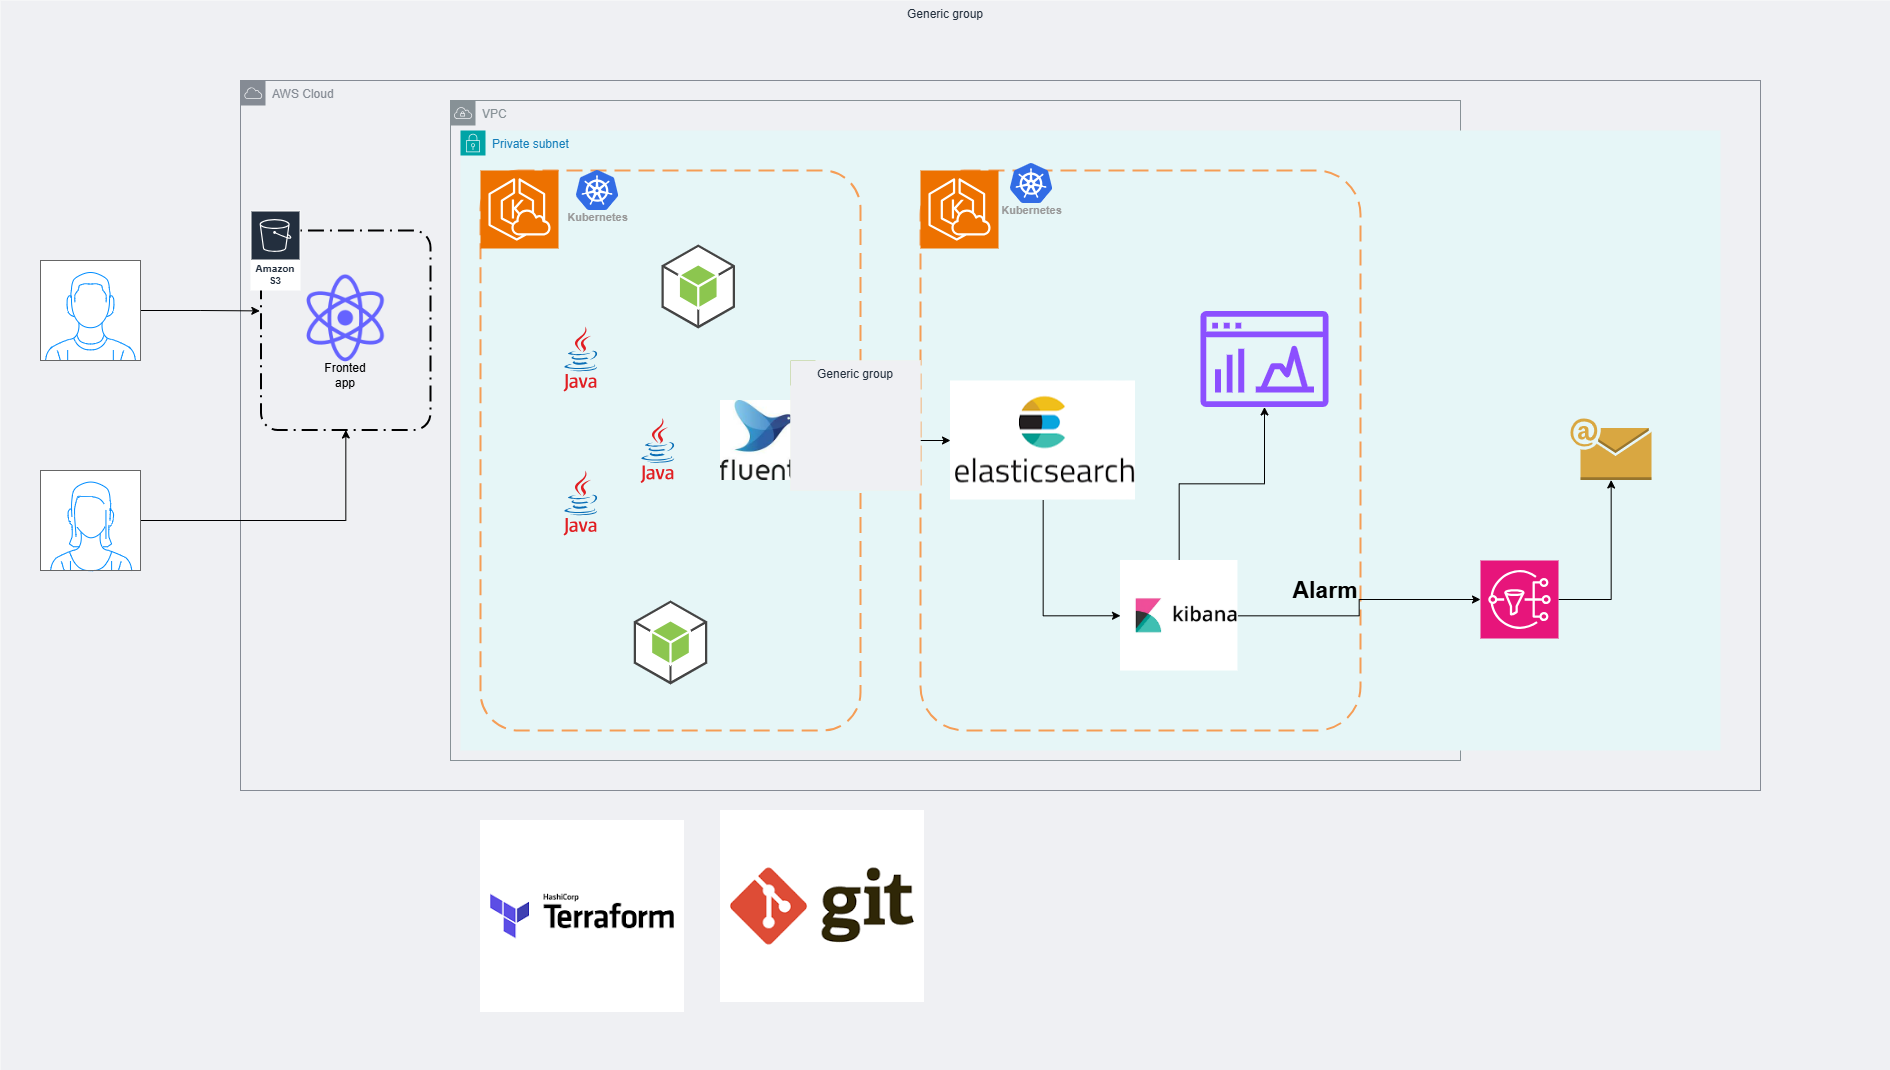 Generic group
AWS Cloud
VPC
Private subnet
Kubernetes
Kubernetes
Amazon
S3
Fronted
app
Java
Java
Java
Generic group
fluent
elasticsearch
@
Alarm
kibana
HashiCorp
Terraform
git